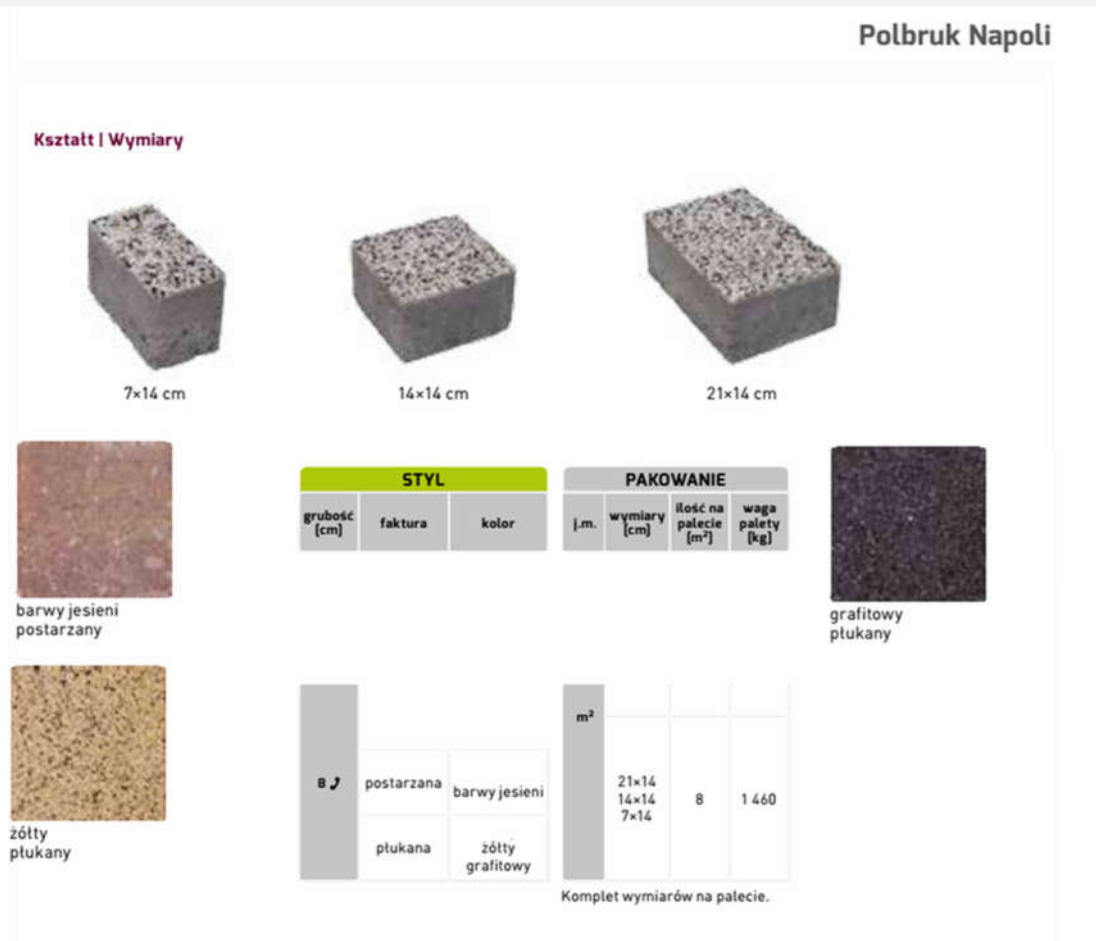 Polbruk Napoli
Kształt | Wymiary
7×14 cm
14×14 cm
21×14 cm
barwy jesieni
postarzany
STYL
grubość
[cm]
faktura
kolor
PAKOWANIE
j.m.
wymiary
[cm]
ilość na
palecie
[m²]
waga
palety
[kg]
grafitowy
płukany
żółty
płukany
8
postarzana
barwy jesieni
płukana
żółty
grafitowy
m²
21×14
14×14
7×14
8
1 460
Komplet wymiarów na palecie.